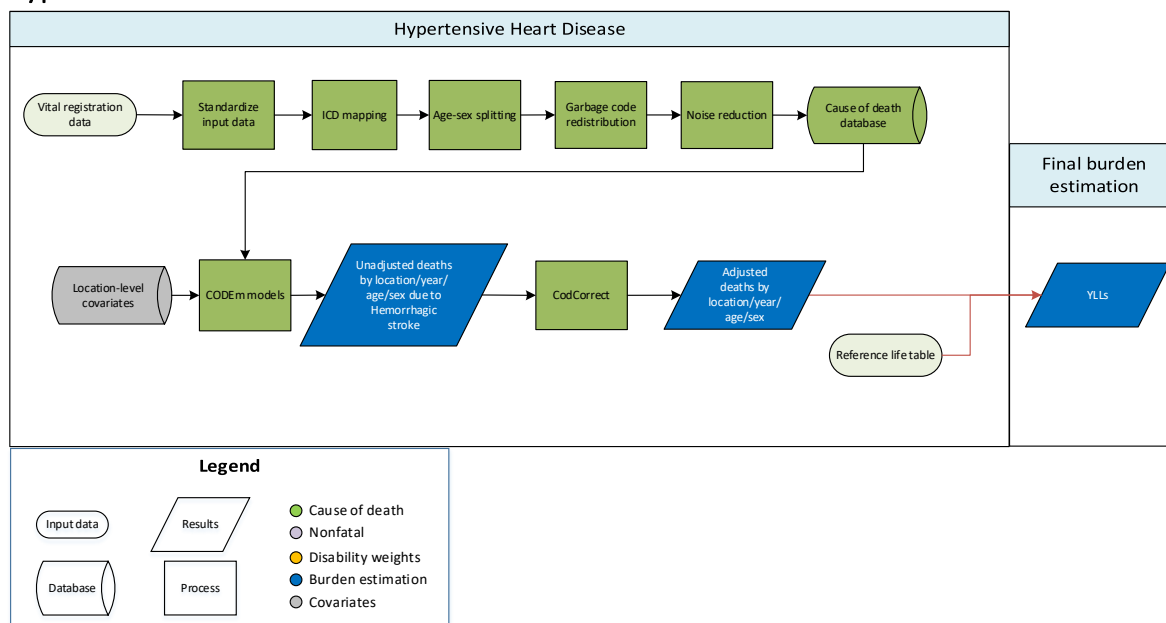 Hypertensive Heart Disease
Vital registration
data
Standardize
input data
ICD mapping
Age-sex splitting
Garbage code
redistribution
Noise reduction
Cause of death
database
Final burden
estimation
Location-level
covariates
CODEm models
Unadjusted deaths
by location/year/
age/sex due to
Hemorrhagic
stroke
CodCorrect
Adjusted
deaths by
location/year/
age/sex
YLLs
Reference life table
Legend
Input data
Results
Database
Process
Cause of death
Nonfatal
Disability weights
Burden estimation
Covariates